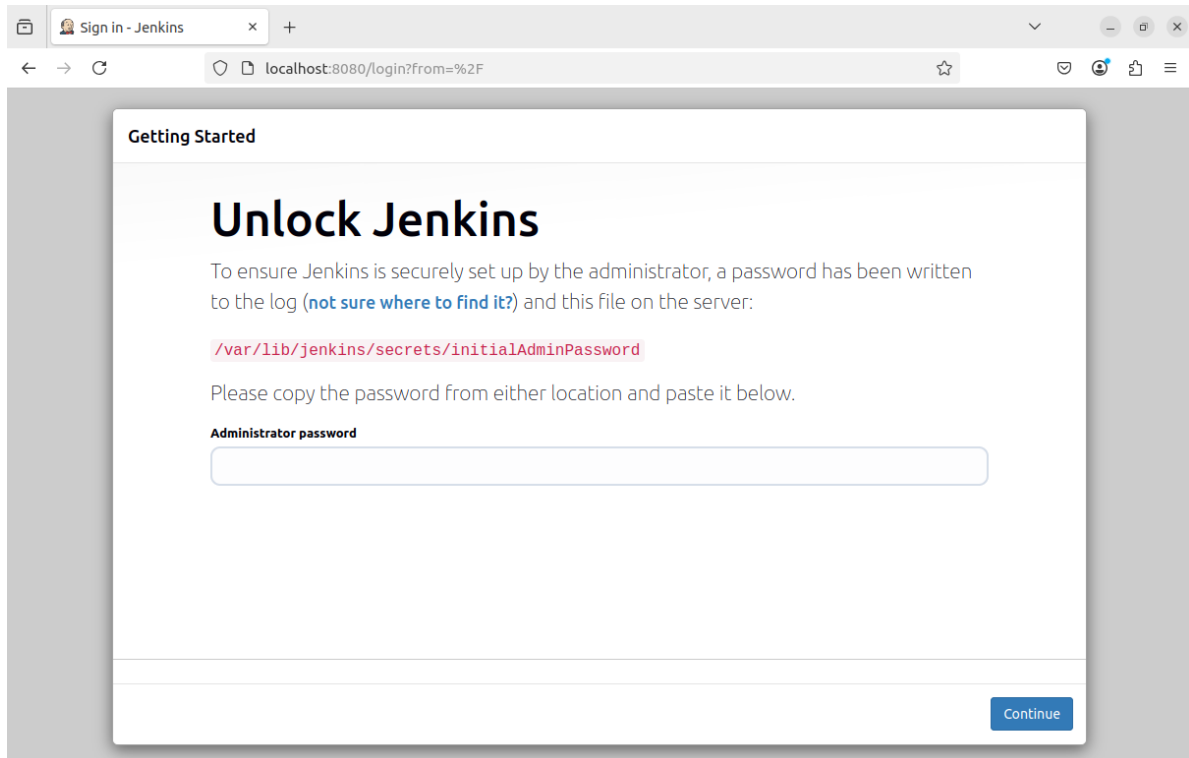 Sign in - Jenkins
localhost:8080/login?from=%2F
Getting Started
Unlock Jenkins
To ensure Jenkins is securely set up by the administrator, a password has been written
to the log (not sure where to find it?) and this file on the server:
/var/lib/jenkins/secrets/initialAdminPassword
Please copy the password from either location and paste it below.
Administrator password
Continue